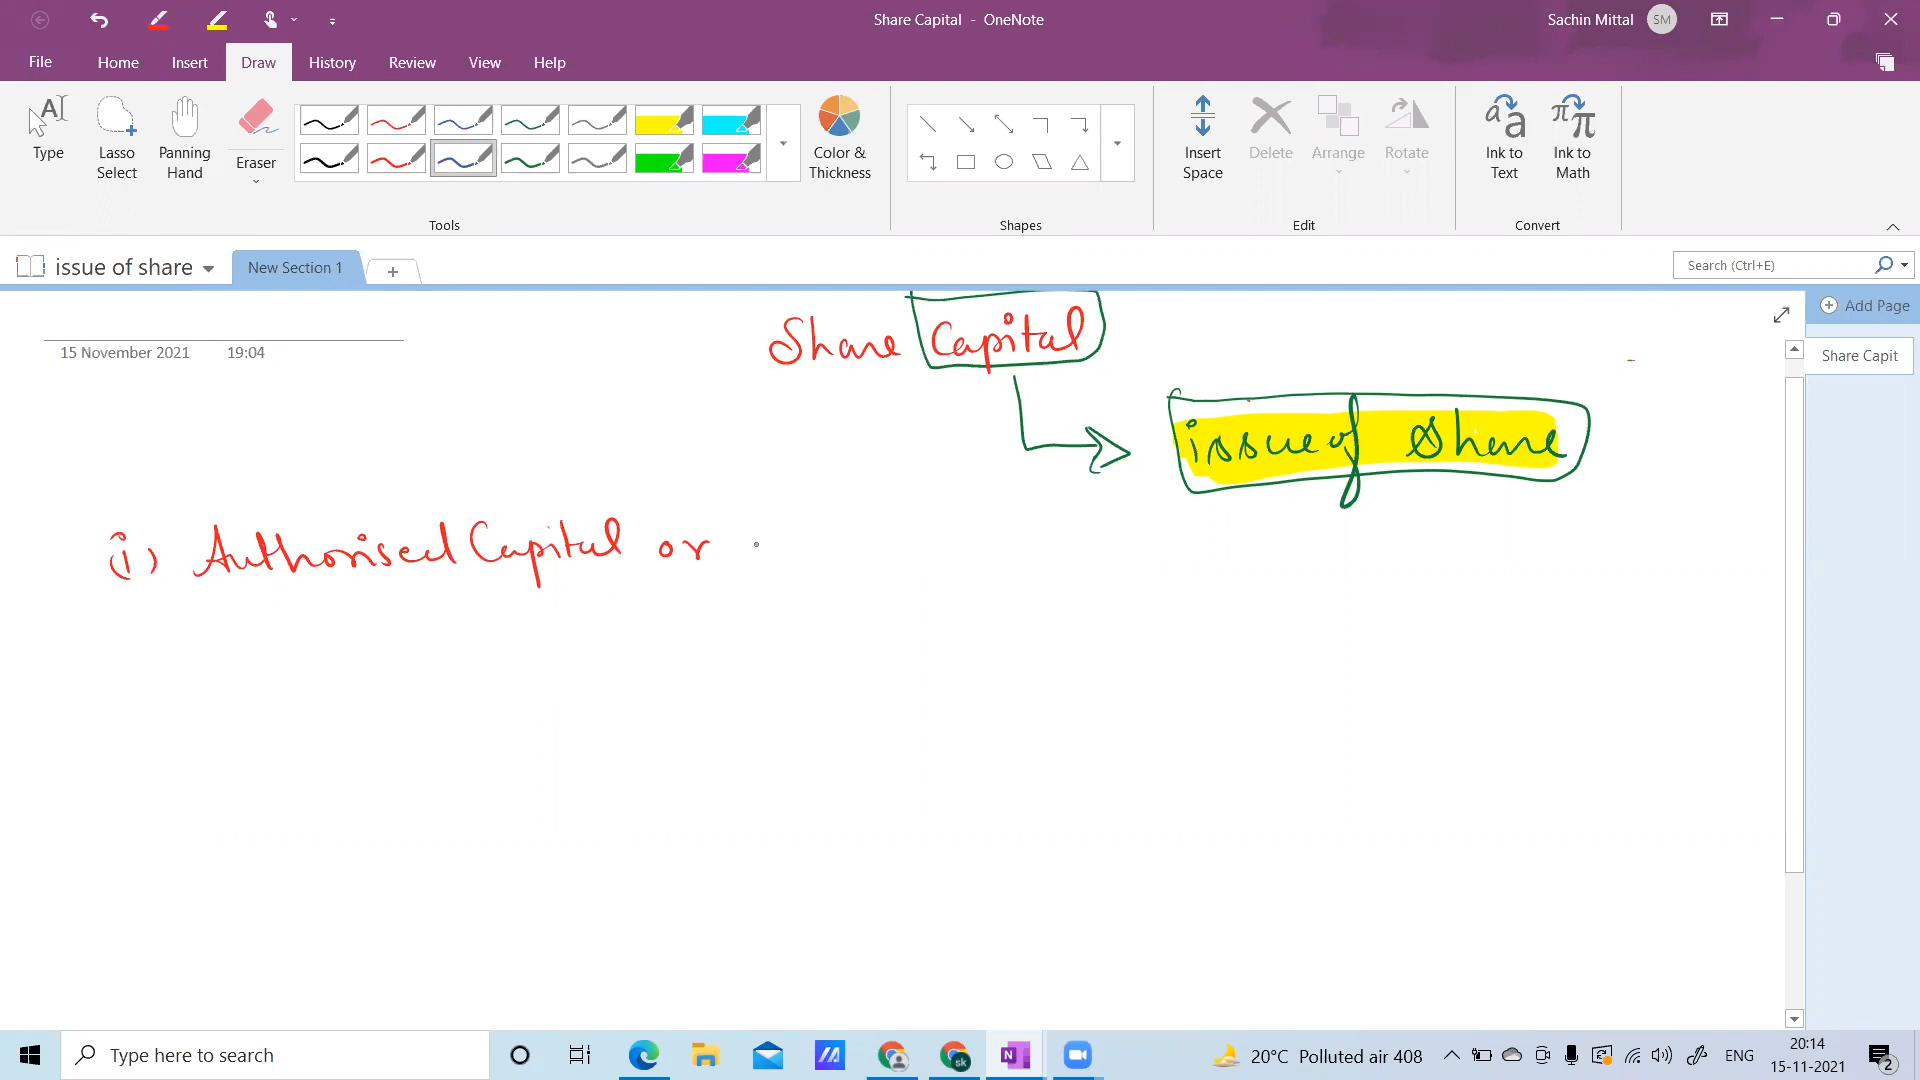 Share Capital - OneNote
Sachin Mittal SM
File Home Insert Draw History Review View Help
Type
Lasso Select
Panning Hand
Eraser
Color & Thickness
Insert Space
Delete
Arrange
Rotate
Ink to Text
Ink to Math
Tools Shapes Edit Convert
issue of share New Section 1 + Search (Ctrl+E)
Add Page
Share Capit
Share Capital
15 November 2021 19:04
issue of Share
(i) Authorised Capital or
Type here to search
20°C Polluted air 408 ENG 20:14
15-11-2021 2